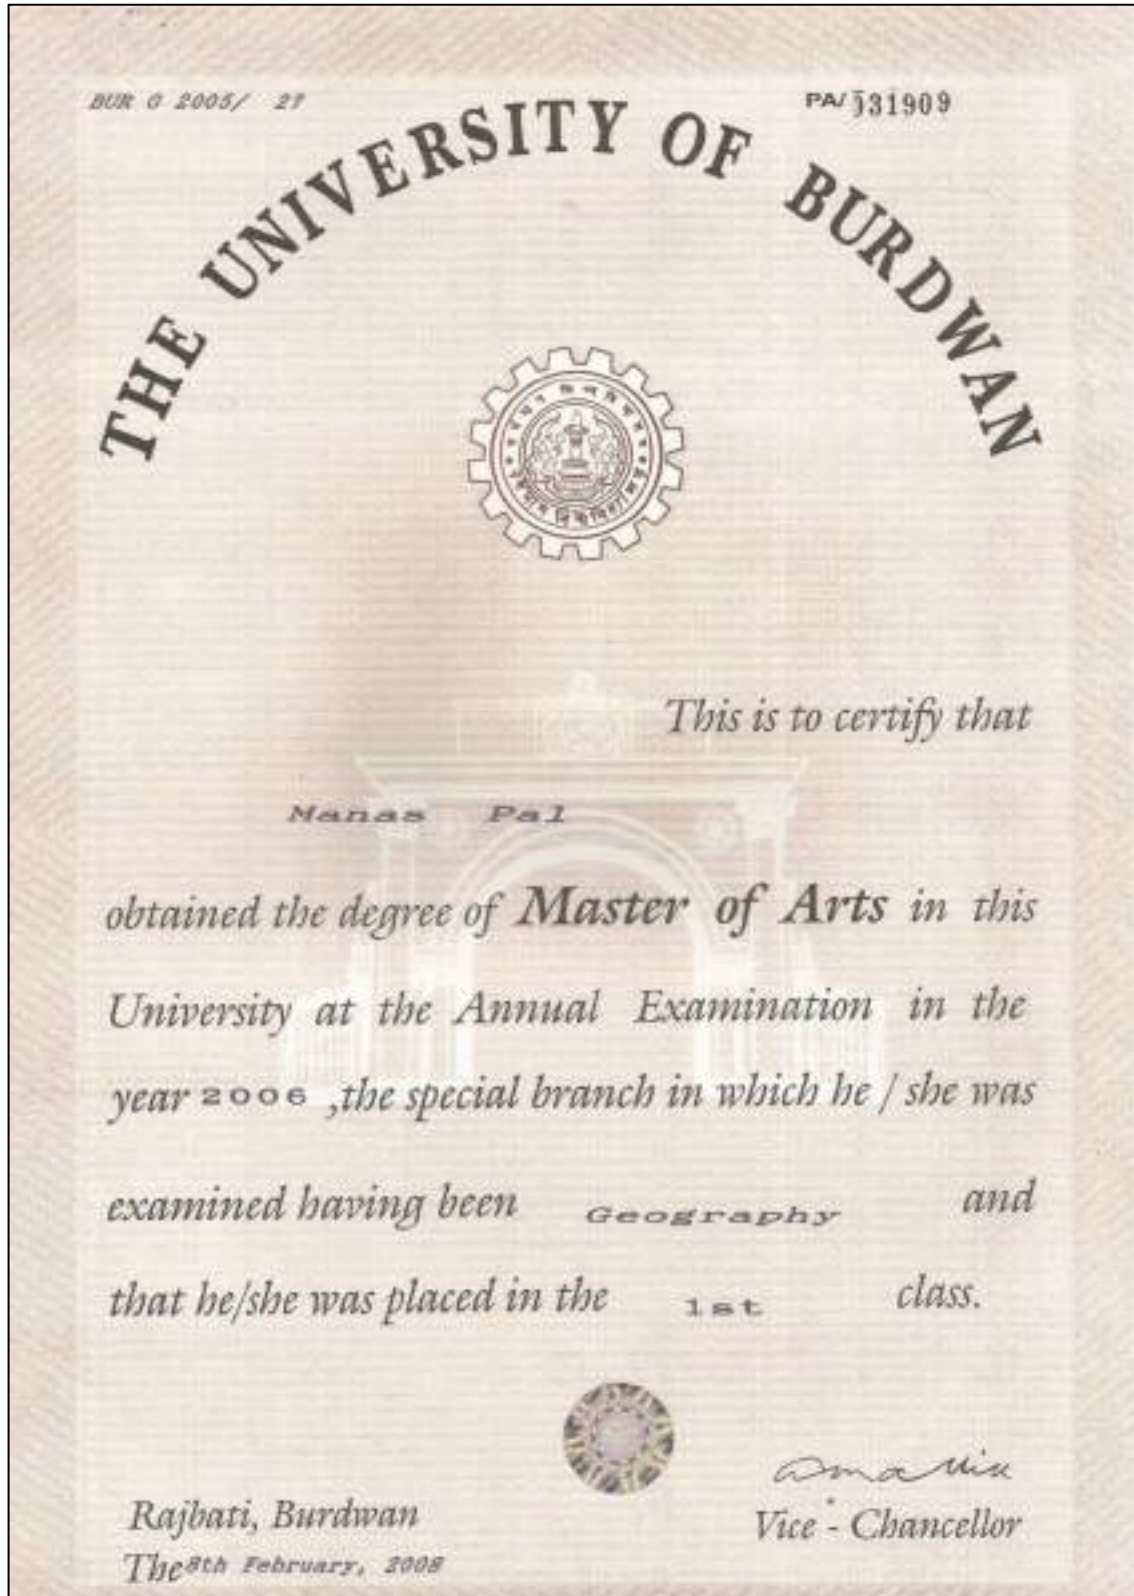 BUR G 2005/ 27
PA/531909
THE UNIVERSITY OF BURDWAN
This is to certify that
Manas Pal
obtained the degree of Master of Arts in this
University at the Annual Examination in the
year 2006 ,the special branch in which he / she was
examined having been Geography and
that he/she was placed in the 1st class.
Rajbati, Burdwan
Vice - Chancellor
The 8th February, 2008